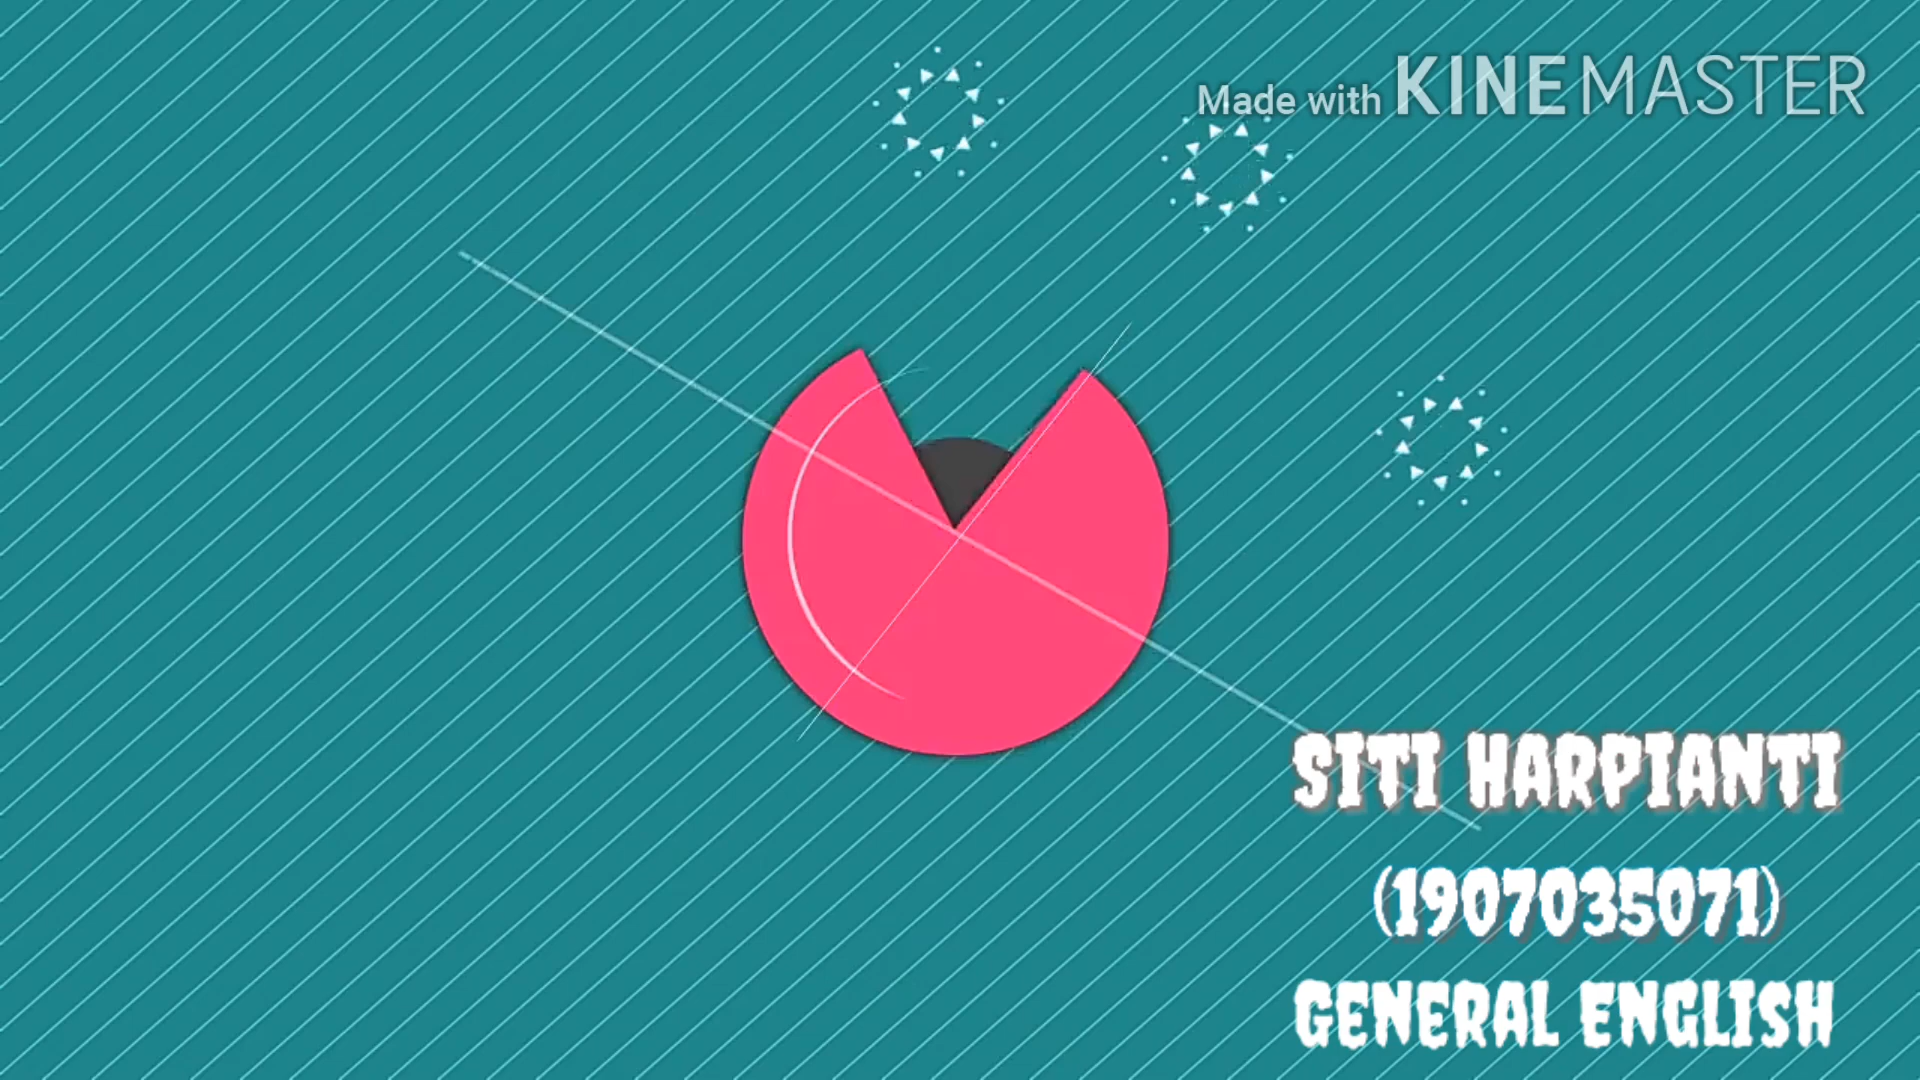 Made with KINEMASTER
SITI HARPIANTI
(1907035071)
GENERAL ENGLISH